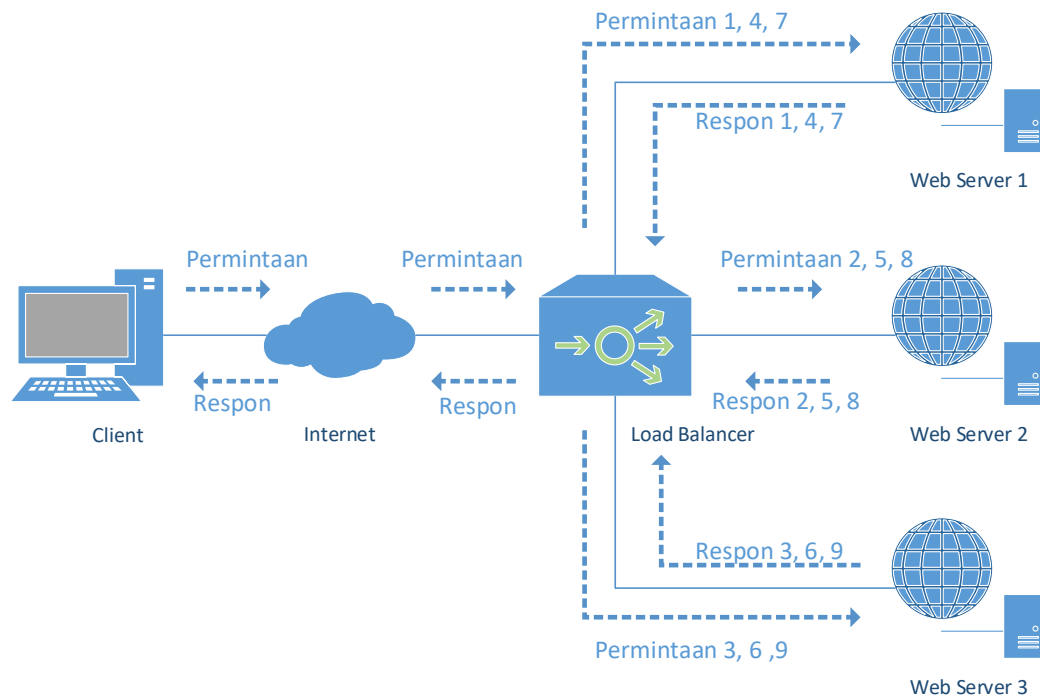 Permintaan 1, 4, 7
Respon 1, 4, 7
Web Server 1
Permintaan
Permintaan
Permintaan 2, 5, 8
Respon
Respon
Respon 2, 5, 8
Client
Internet
Load Balancer
Web Server 2
Respon 3, 6, 9
Permintaan 3, 6 ,9
Web Server 3